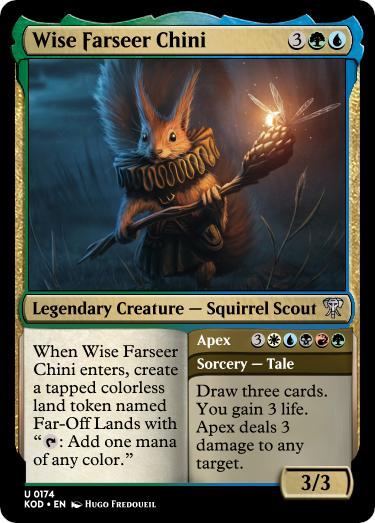 Wise Farseer Chini 3
Legendary Creature — Squirrel Scout
When Wise Farseer
Chini enters, create
a tapped colorless
land token named
Far-Off Lands with
“: Add one mana
of any color.”
Apex 3
Sorcery — Tale
Draw three cards.
You gain 3 life.
Apex deals 3
damage to any
target.
3/3
U 0174
KOD • EN Hugo Fredoueil